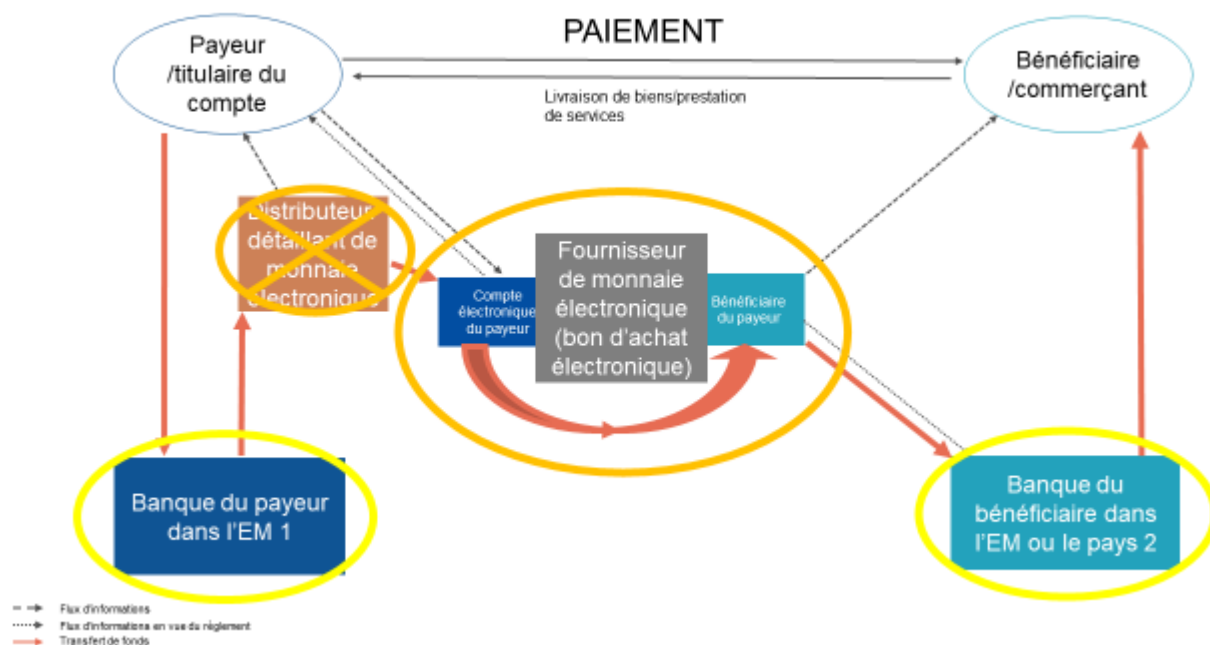 PAIEMENT
Payeur
/titulaire du
compte
Bénéficiaire
/commerçant
Livraison de biens/prestation
de services
Distributeur/
détaillant de
monnaie
électronique
Compte
électronique
du payeur
Fournisseur
de monnaie
électronique
(bon d'achat
électronique)
Bénéficiaire
du payeur
Banque du payeur
dans l'EM 1
Banque du
bénéficiaire dans
l'EM ou le pays 2
Flux d'informations
Flux d'informations en vue du règlement
Transfert de fonds